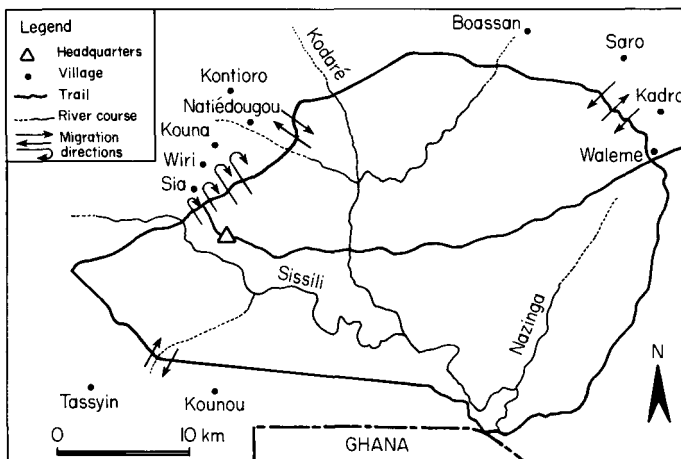 Legend
Headquarters
Village
Trail
River course
Migration
directions
Boassan
Saro
Kodaré
Kontioro
Natiédougou
Kadro
Kouna
Waleme
Wiri
Sia
Sissili
Nazinga
N
Tassyin
Kounou
0 10 km
GHANA